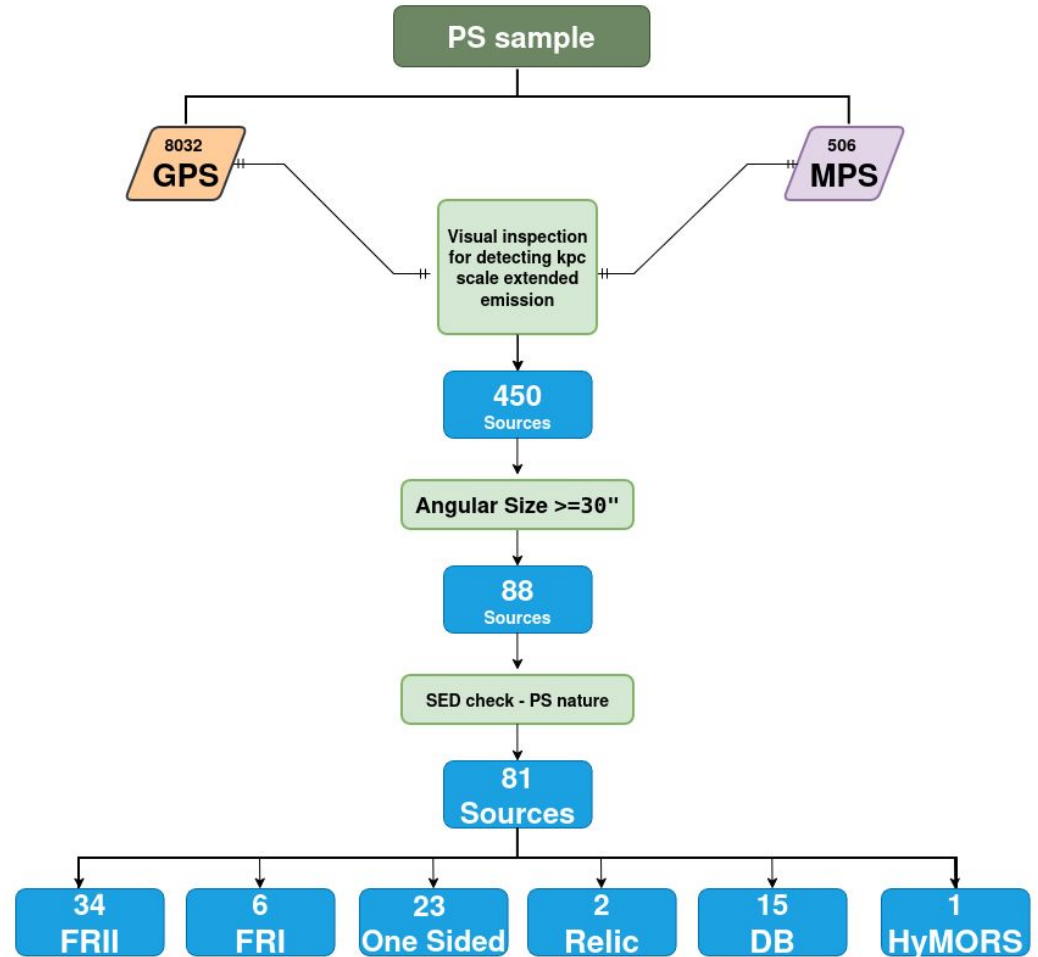 PS sample
8032
GPS
506
MPS
Visual inspection
for detecting kpc
scale extended
emission
450
Sources
Angular Size >=30"
88
Sources
SED check - PS nature
81
Sources
34
FRII
6
FRI
23
One Sided
2
Relic
15
DB
1
HyMORS